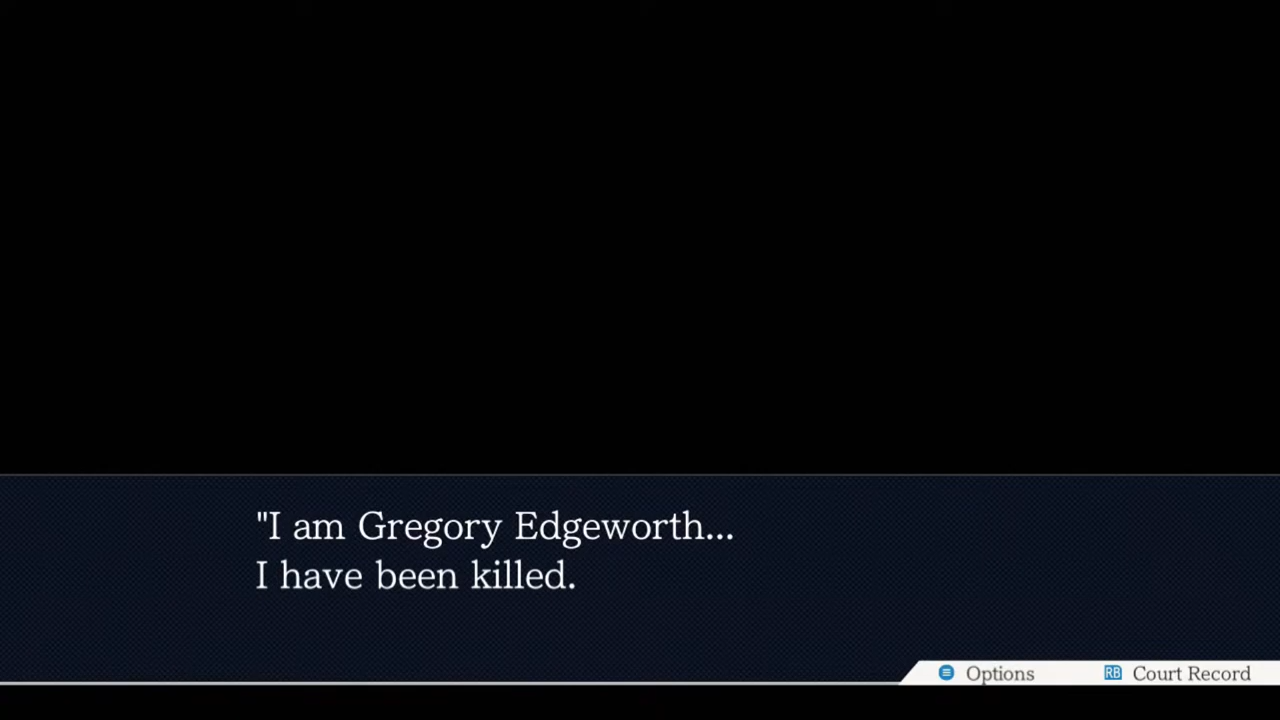 "I am Gregory Edgeworth...
I have been killed.
Options
RB Court Record